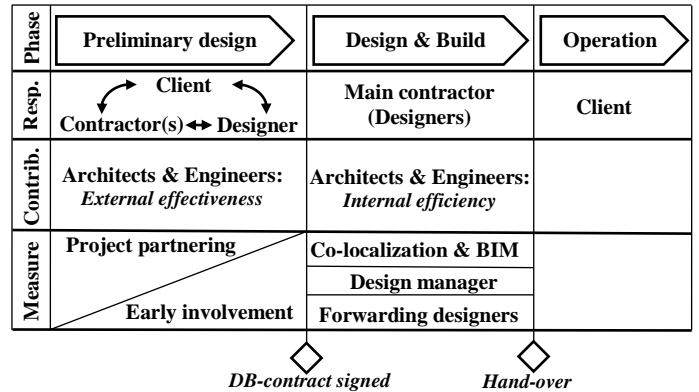 Phase
Preliminary design
Design & Build
Operation
Resp.
Client
Contractor(s)
Designer
Main contractor
(Designers)
Client
Contrib.
Architects & Engineers:
External effectiveness
Architects & Engineers:
Internal efficiency
Measure
Project partnering
Early involvement
Co-localization & BIM
Design manager
Forwarding designers
DB-contract signed
Hand-over